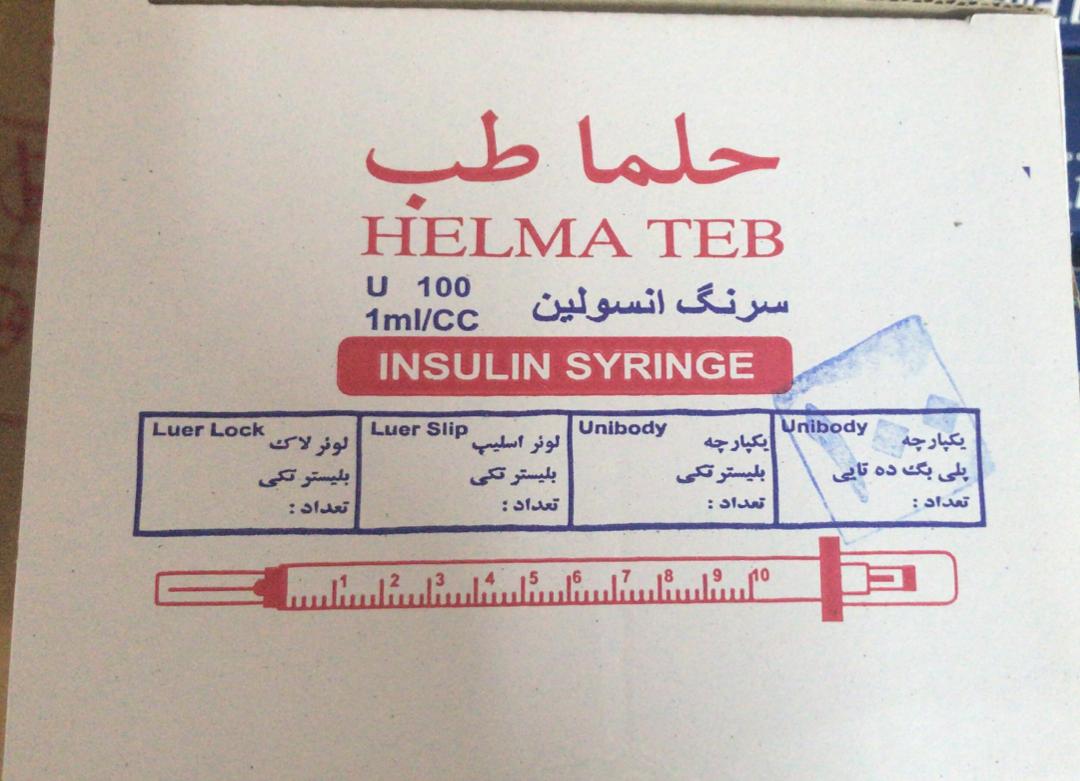 حلما طب
HELMA TEB
U 100
1ml/CC
سرنگ انسولین
INSULIN SYRINGE
Luer Lock
لوئر لاک
بلیستر تکی
تعداد :
Luer Slip
لوئر اسلیپ
بلیستر تکی
تعداد :
Unibody
یکپارچه
بلیستر تکی
تعداد :
Unibody
یکپارچه
پلی بگ ده تایی
تعداد :
۱۰۰۰
1 2 3 4 5 6 7 8 9 10